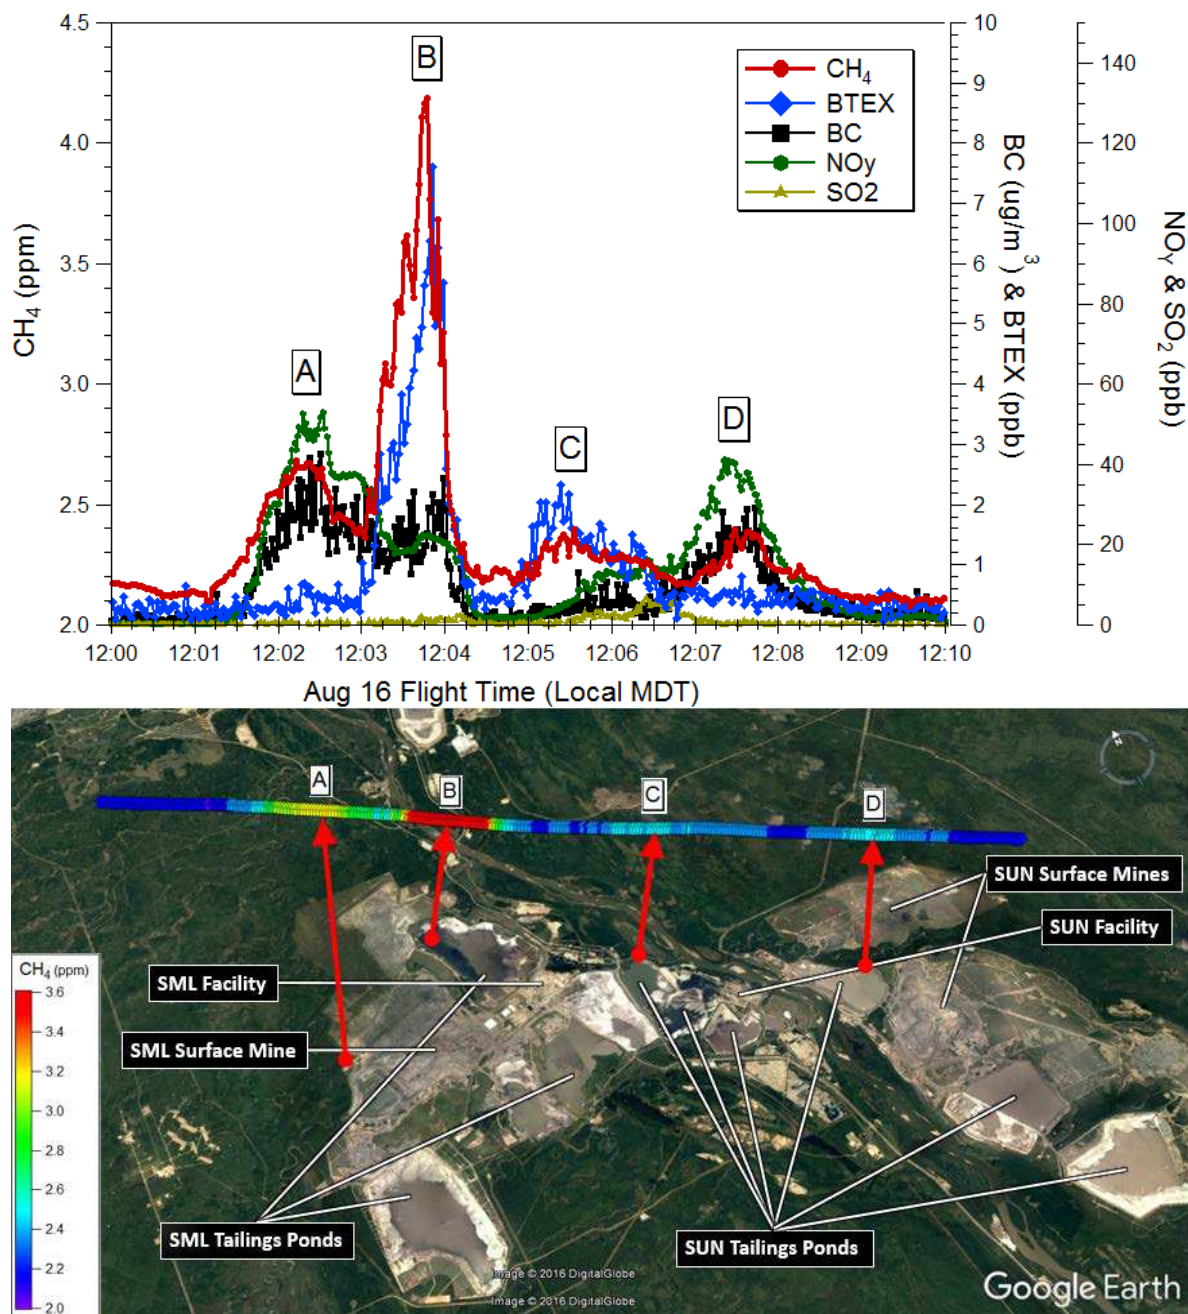 4.5
4.0
3.5
3.0
2.5
2.0
CH4 (ppm)
A
B
C
D
CH4
BTEX
BC
NOy
SO2
10
9
8
7
6
5
4
3
2
1
0
BC (ug/m3) & BTEX (ppb)
140
120
100
80
60
40
20
0
NOY & SO2 (ppb)
12:00
12:01
12:02
12:03
12:04
12:05
12:06
12:07
12:08
12:09
12:10
Aug 16 Flight Time (Local MDT)
A
B
C
D
N
SUN Surface Mines
SUN Facility
SML Facility
SML Surface Mine
SML Tailings Ponds
SUN Tailings Ponds
CH4 (ppm)
3.6
3.4
3.2
3.0
2.8
2.6
2.4
2.2
2.0
Image © 2016 DigitalGlobe
Image © 2016 DigitalGlobe
Google Earth